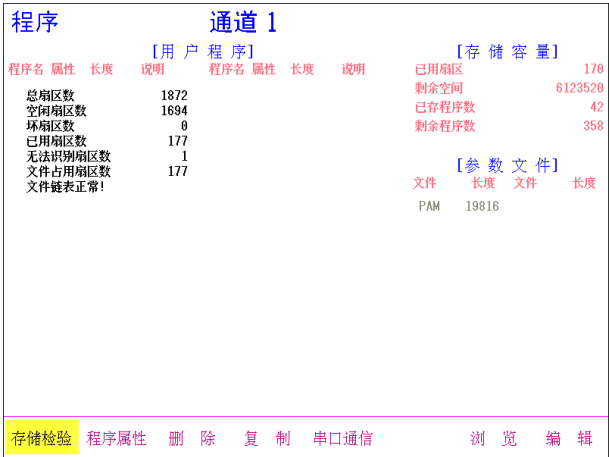 程序 通道 1
[用 户 程 序] [存 储 容 量]
程序名 属性 长度 说明 程序名 属性 长度 说明
已用扇区 170
剩余空间 6123520
已存程序数 42
剩余程序数 358
总扇区数 1872
空闲扇区数 1694
坏扇区数 0
已用扇区数 177
无法识别扇区数 1
文件占用扇区数 177
文件链表正常!
[参 数 文 件]
文件 长度 文件 长度
PAM 19816
存储检验 程序属性 删 除 复 制 串口通信 浏 览 编 辑